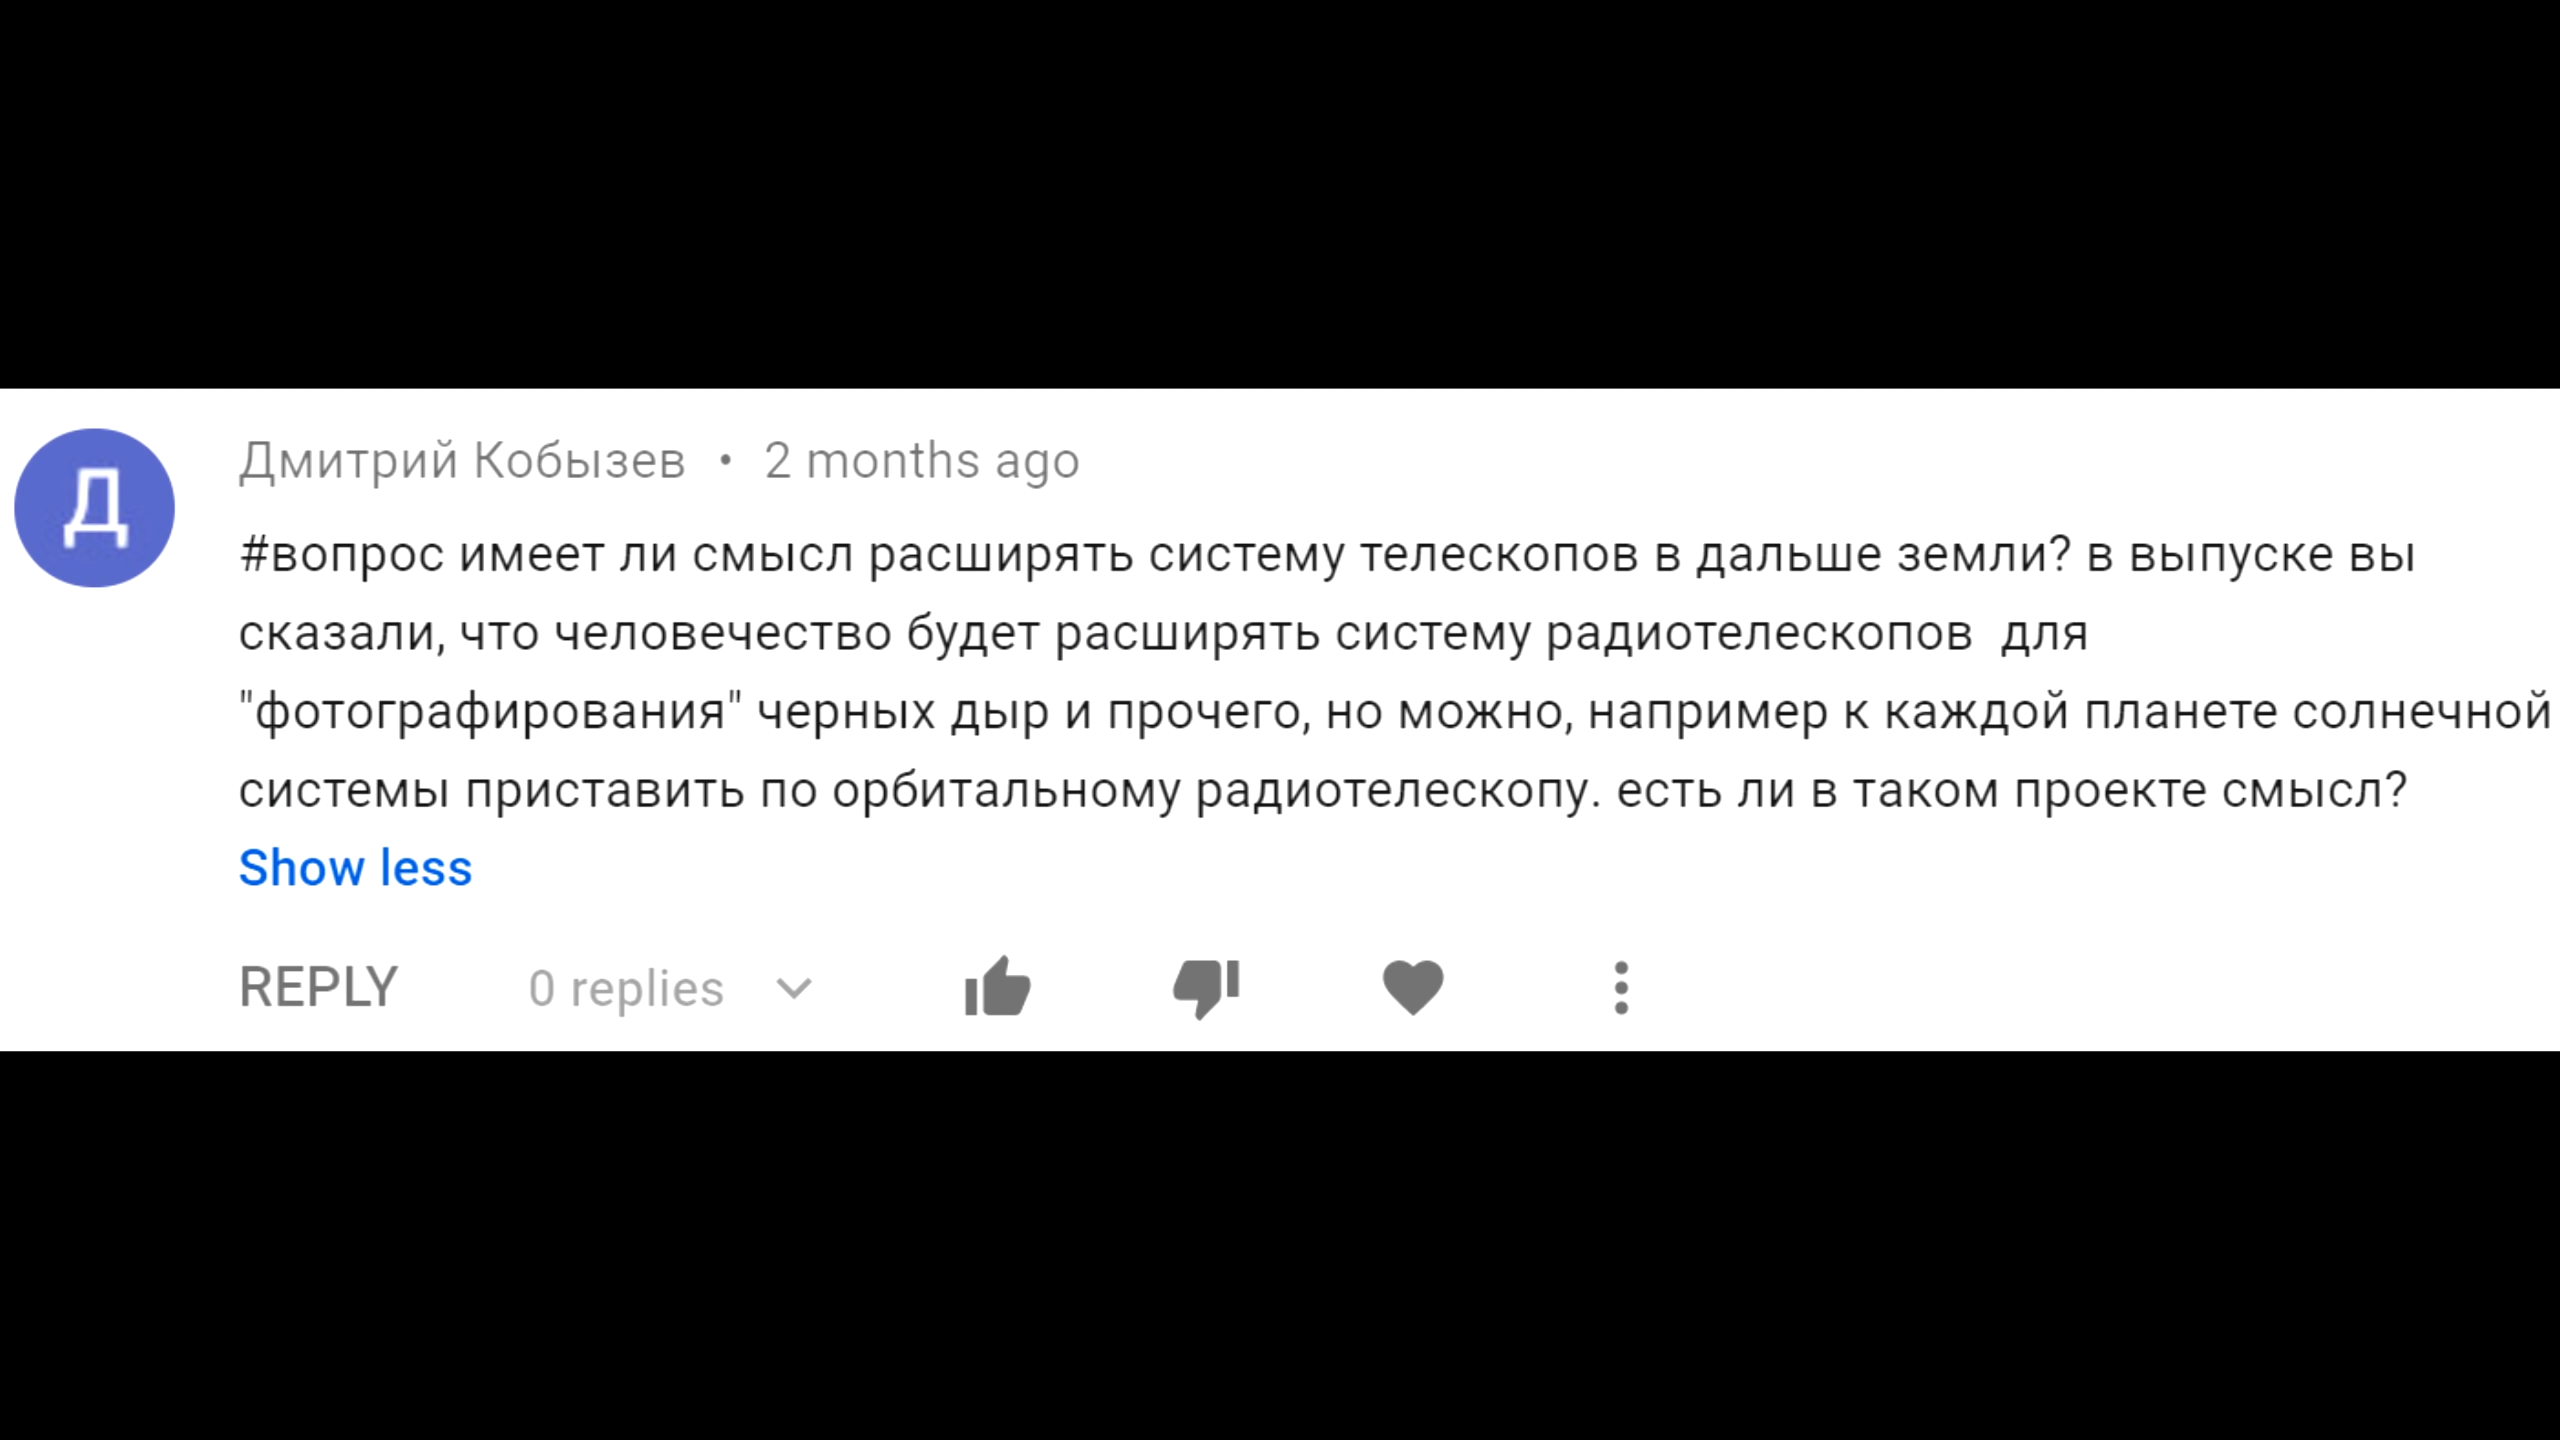 Д
Дмитрий Кобызев • 2 months ago
#вопрос имеет ли смысл расширять систему телескопов в дальше земли? в выпуске вы
сказали, что человечество будет расширять систему радиотелескопов  для
"фотографирования" черных дыр и прочего, но можно, например к каждой планете солнечной
системы приставить по орбитальному радиотелескопу. есть ли в таком проекте смысл?
Show less
REPLY 0 replies